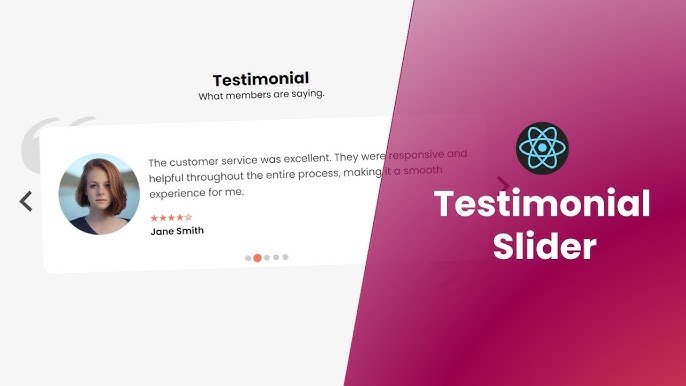 Testimonial
What members are saying.
The customer service was excellent. They were responsive and
helpful throughout the entire process, making it a smooth
experience for me.
Jane Smith
Testimonial
Slider